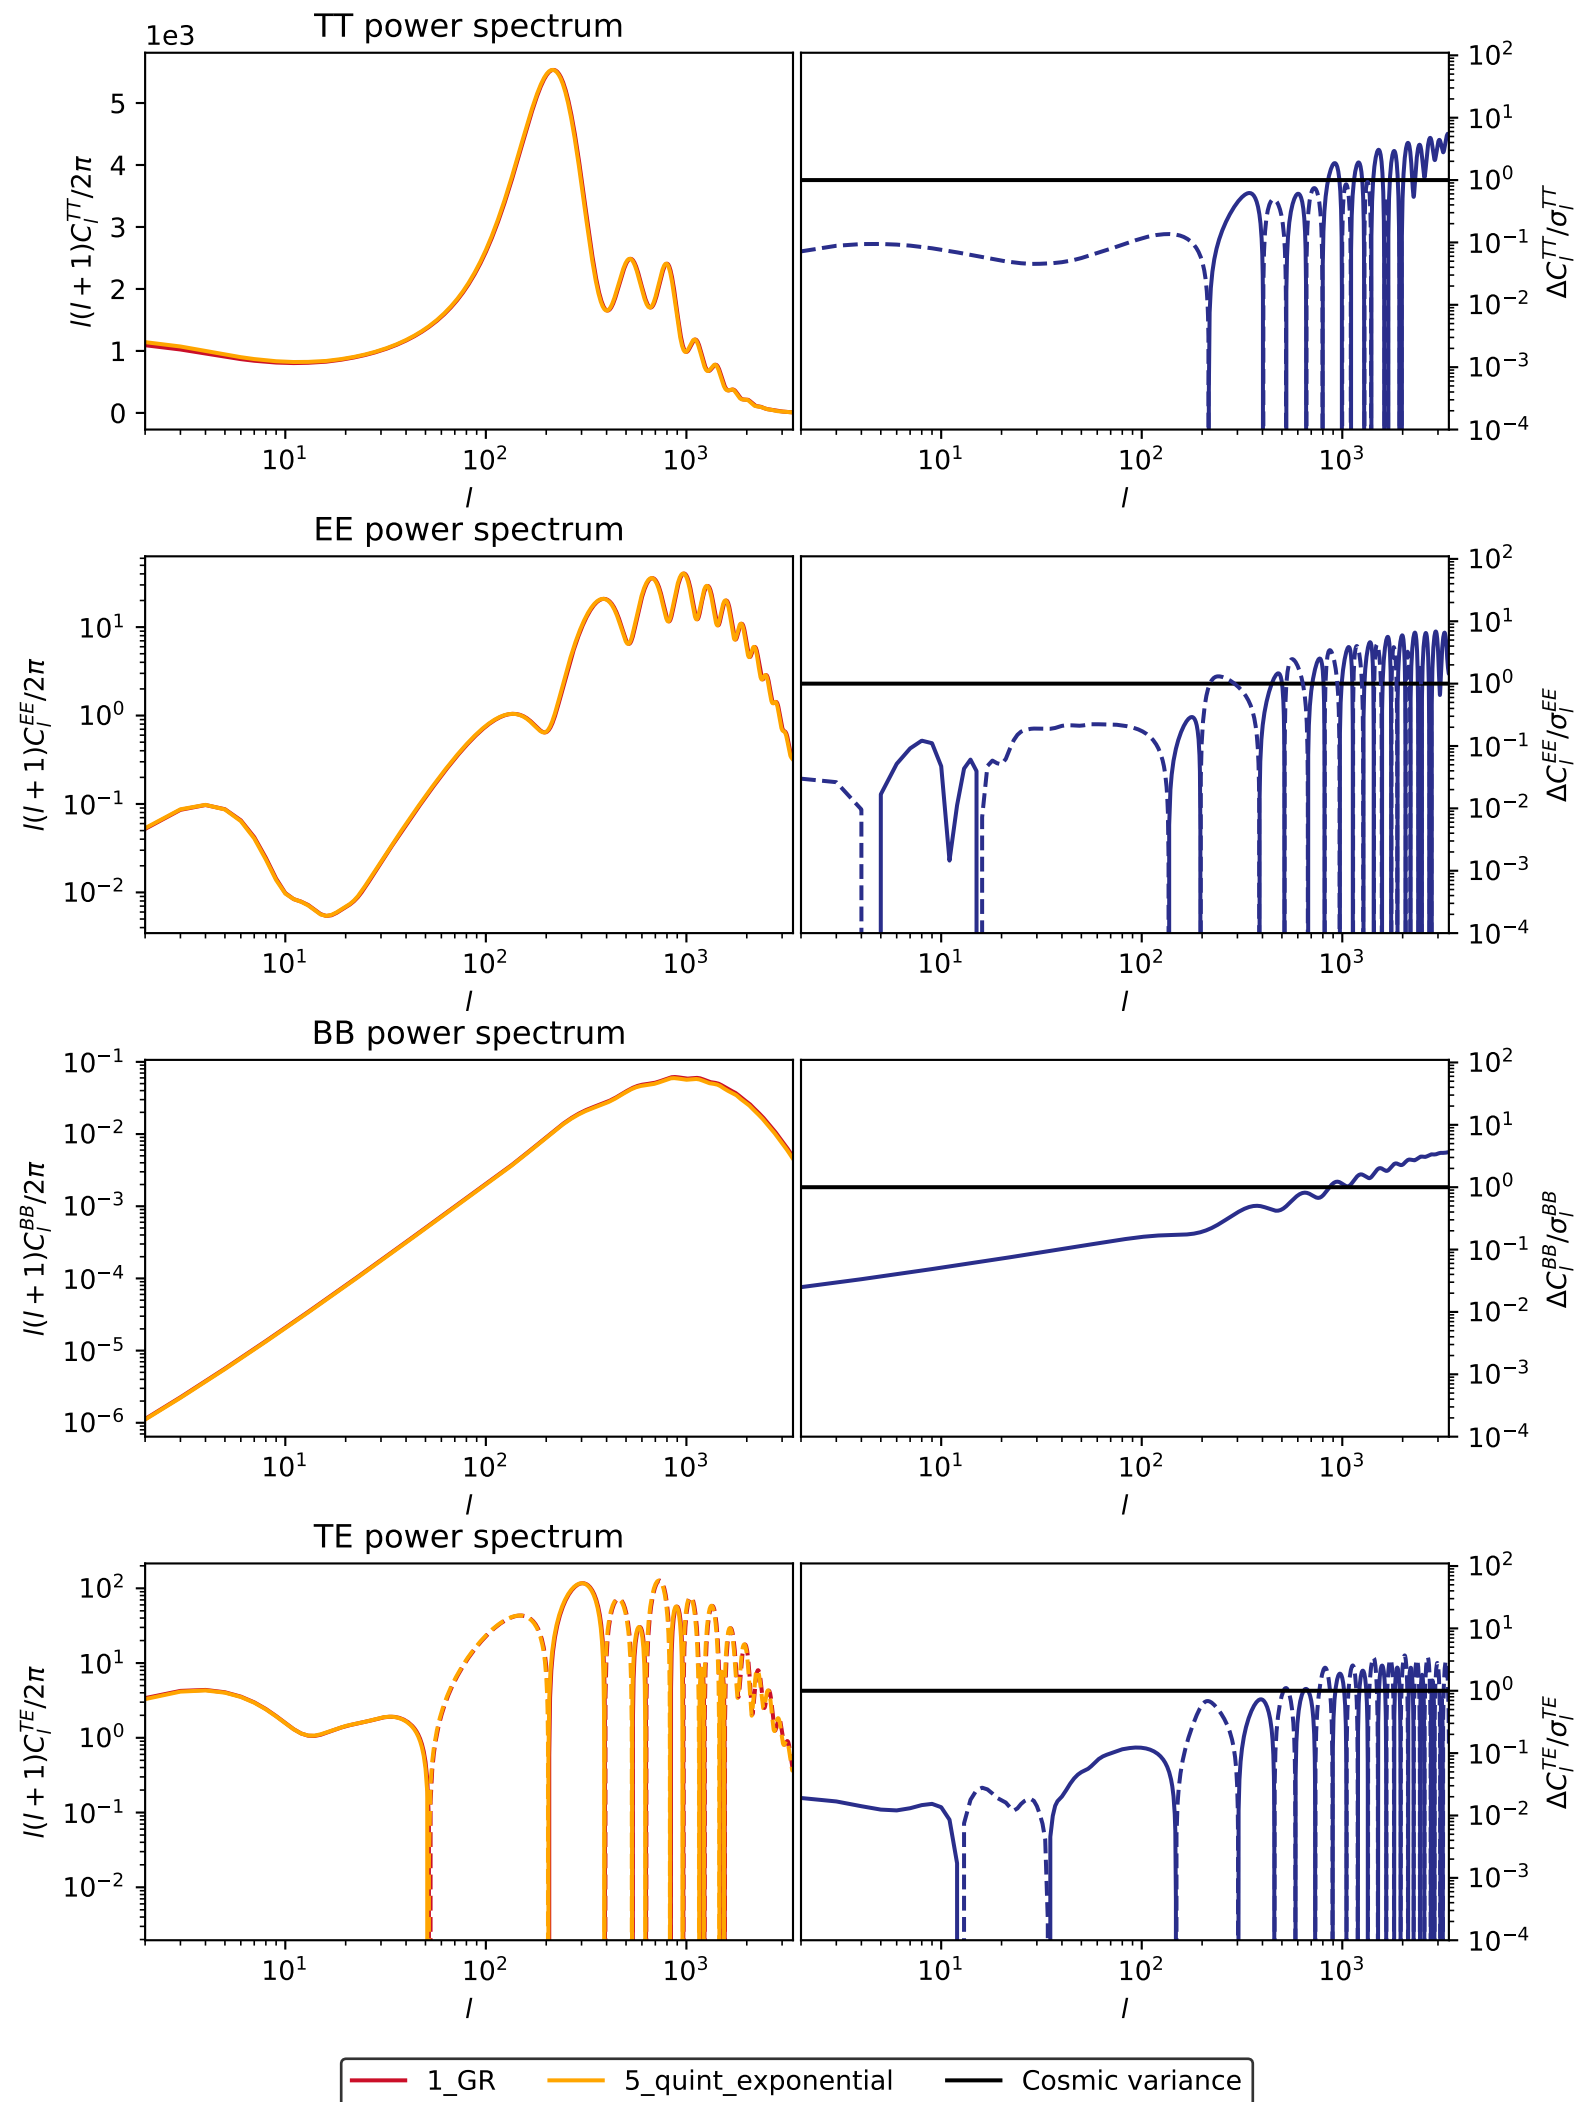 TT power spectrum
1e3
5
4
3
2
1
0
l(l + 1)C_l^{TT}/2π
10^1 10^2 10^3
l
10^2
10^1
10^0
10^{-1}
10^{-2}
10^{-3}
10^{-4}
ΔC_l^{TT}/σ_l^{TT}
10^1 10^2 10^3
l
EE power spectrum
10^1
10^0
10^{-1}
10^{-2}
l(l + 1)C_l^{EE}/2π
10^1 10^2 10^3
l
10^2
10^1
10^0
10^{-1}
10^{-2}
10^{-3}
10^{-4}
ΔC_l^{EE}/σ_l^{EE}
10^1 10^2 10^3
l
BB power spectrum
10^{-1}
10^{-2}
10^{-3}
10^{-4}
10^{-5}
10^{-6}
l(l + 1)C_l^{BB}/2π
10^1 10^2 10^3
l
10^2
10^1
10^0
10^{-1}
10^{-2}
10^{-3}
10^{-4}
ΔC_l^{BB}/σ_l^{BB}
10^1 10^2 10^3
l
TE power spectrum
10^2
10^1
10^0
10^{-1}
10^{-2}
l(l + 1)C_l^{TE}/2π
10^1 10^2 10^3
l
10^2
10^1
10^0
10^{-1}
10^{-2}
10^{-3}
10^{-4}
ΔC_l^{TE}/σ_l^{TE}
10^1 10^2 10^3
l
1_GR 5_quint_exponential Cosmic variance